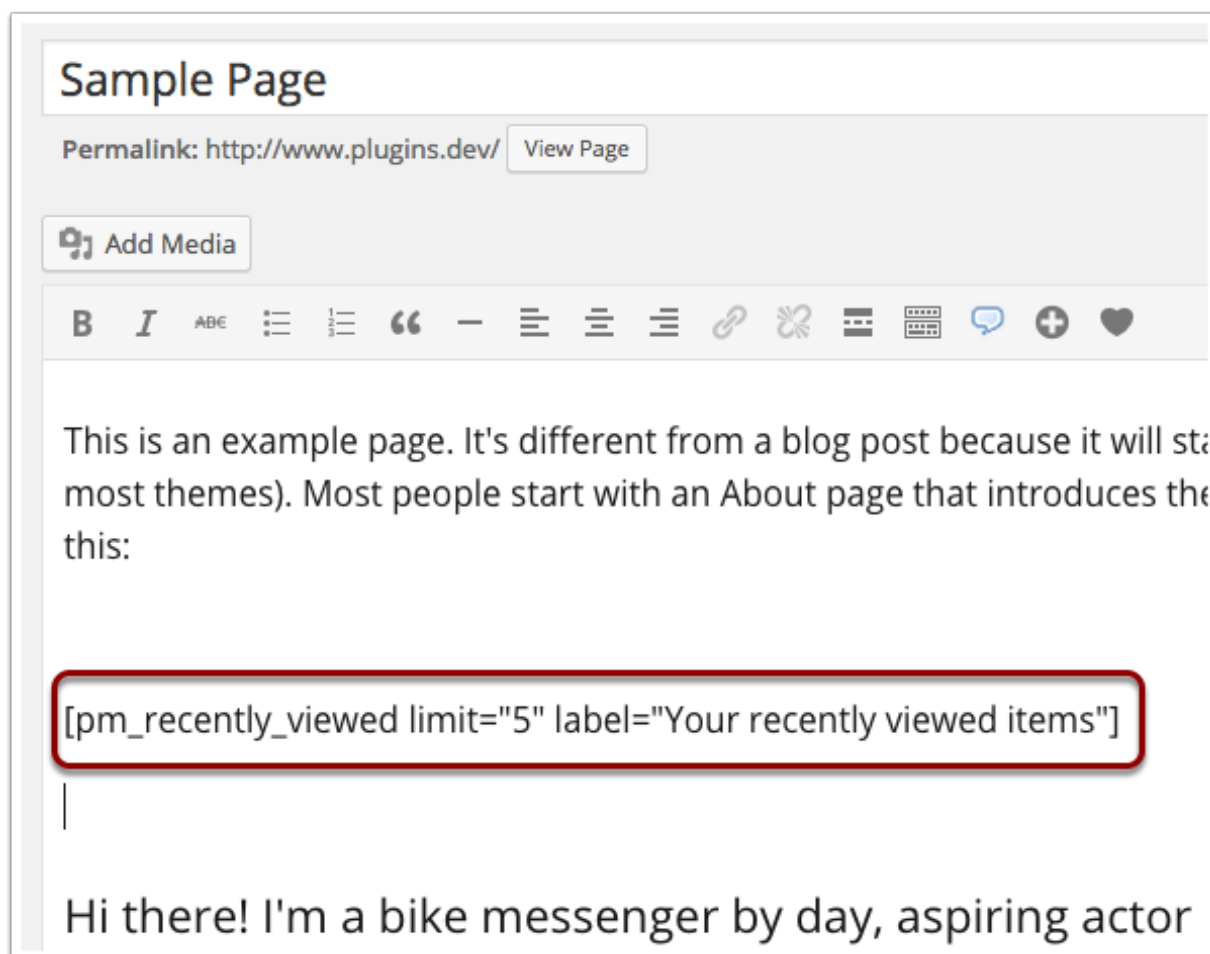 Sample Page
Permalink: http://www.plugins.dev/ View Page
Add Media
B I ABC
This is an example page. It's different from a blog post because it will
most themes). Most people start with an About page that introduces
this:
[pm_recently_viewed limit="5" label="Your recently viewed items"]
Hi there! I'm a bike messenger by day, aspiring actor